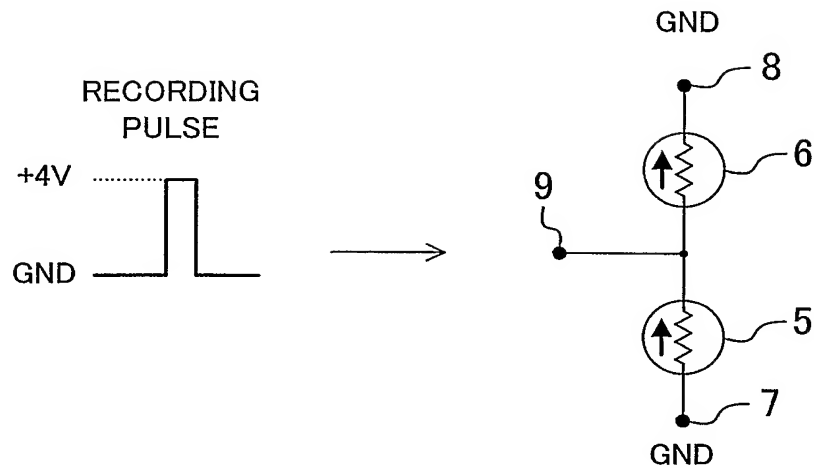 GND
8
RECORDING
PULSE
6
+4V
9
GND
5
7
GND